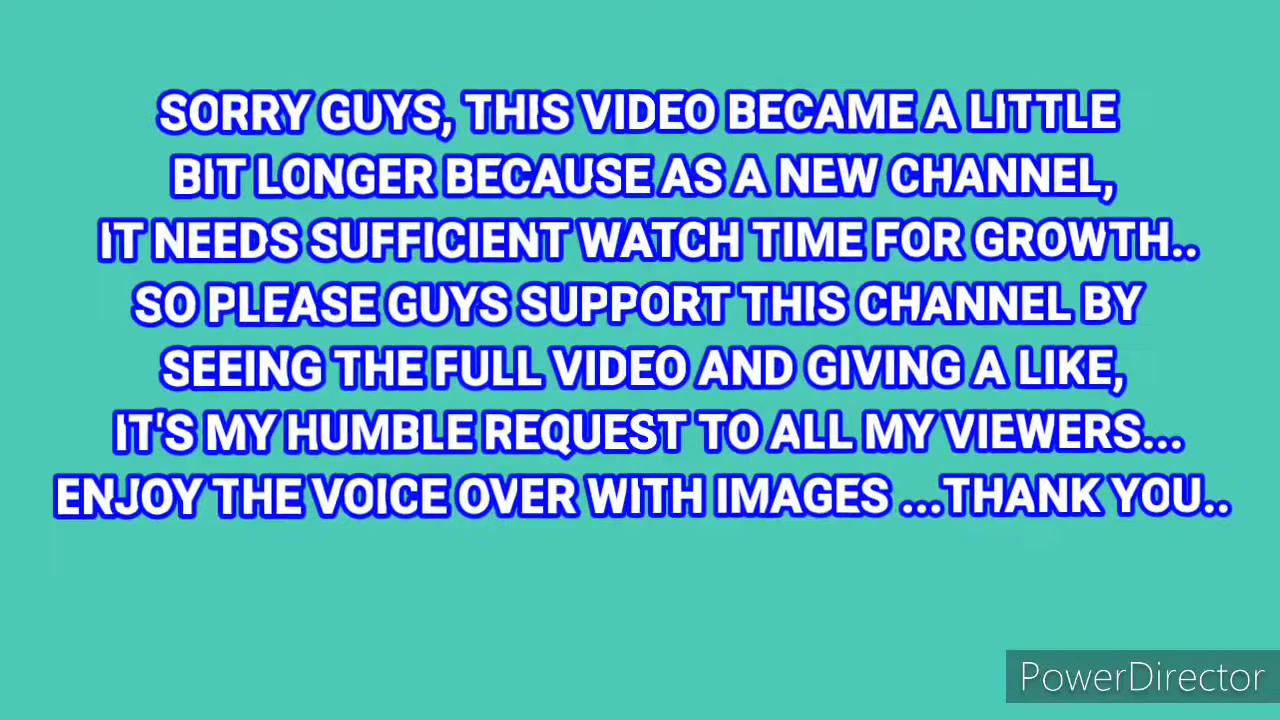 SORRY GUYS, THIS VIDEO BECAME A LITTLE
BIT LONGER BECAUSE AS A NEW CHANNEL,
IT NEEDS SUFFICIENT WATCH TIME FOR GROWTH..
SO PLEASE GUYS SUPPORT THIS CHANNEL BY
SEEING THE FULL VIDEO AND GIVING A LIKE,
IT'S MY HUMBLE REQUEST TO ALL MY VIEWERS...
ENJOY THE VOICE OVER WITH IMAGES ...THANK YOU..
PowerDirector